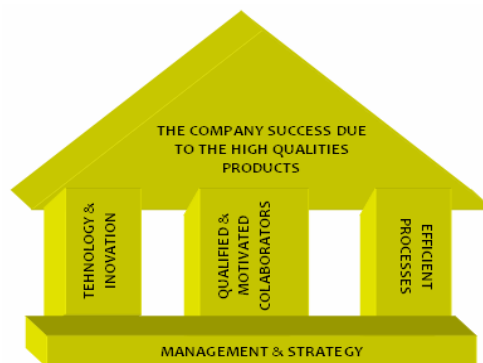 THE COMPANY SUCCESS DUE
TO THE HIGH QUALITIES
PRODUCTS
TEHNOLOGY &
INOVATION
QUALIFIED &
MOTIVATED
COLABORATORS
EFFICIENT
PROCESSES
MANAGEMENT & STRATEGY